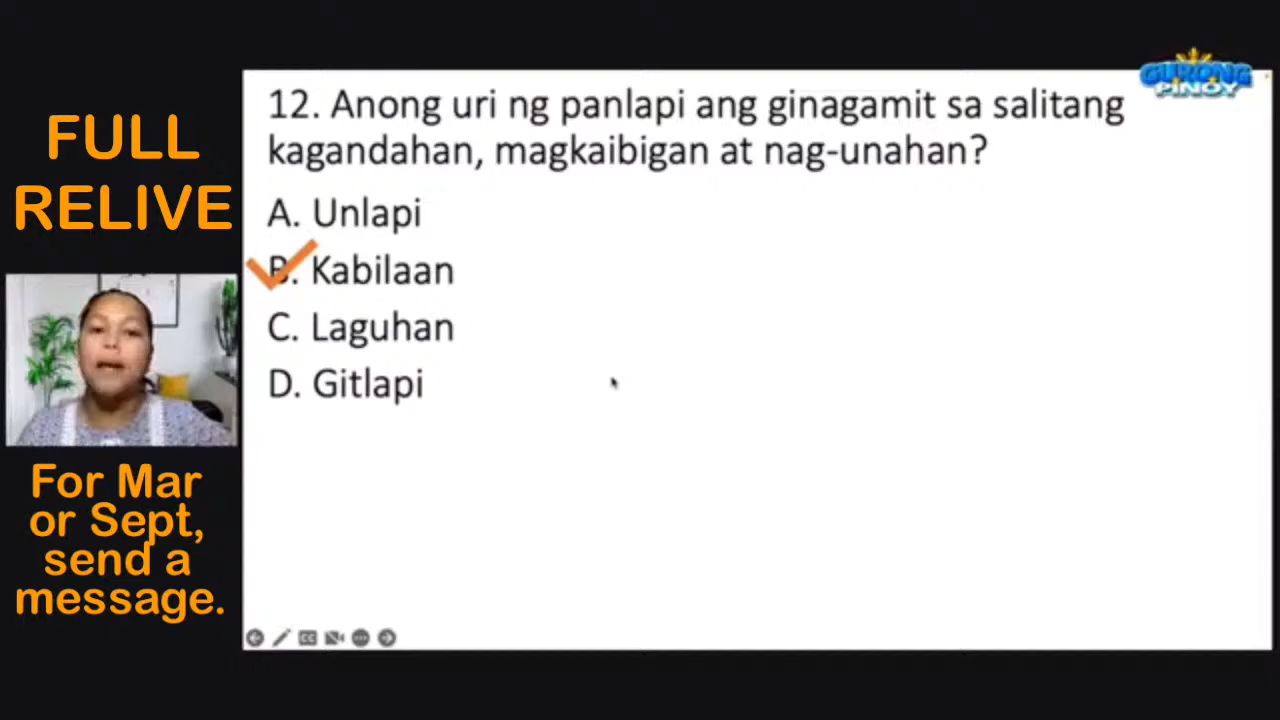 FULL
RELIVE
For Mar
or Sept,
send a
message.
GURONG
PINOY
12. Anong uri ng panlapi ang ginagamit sa salitang
kagandahan, magkaibigan at nag-unahan?
A. Unlapi
B. Kabilaan
C. Laguhan
D. Gitlapi
CC